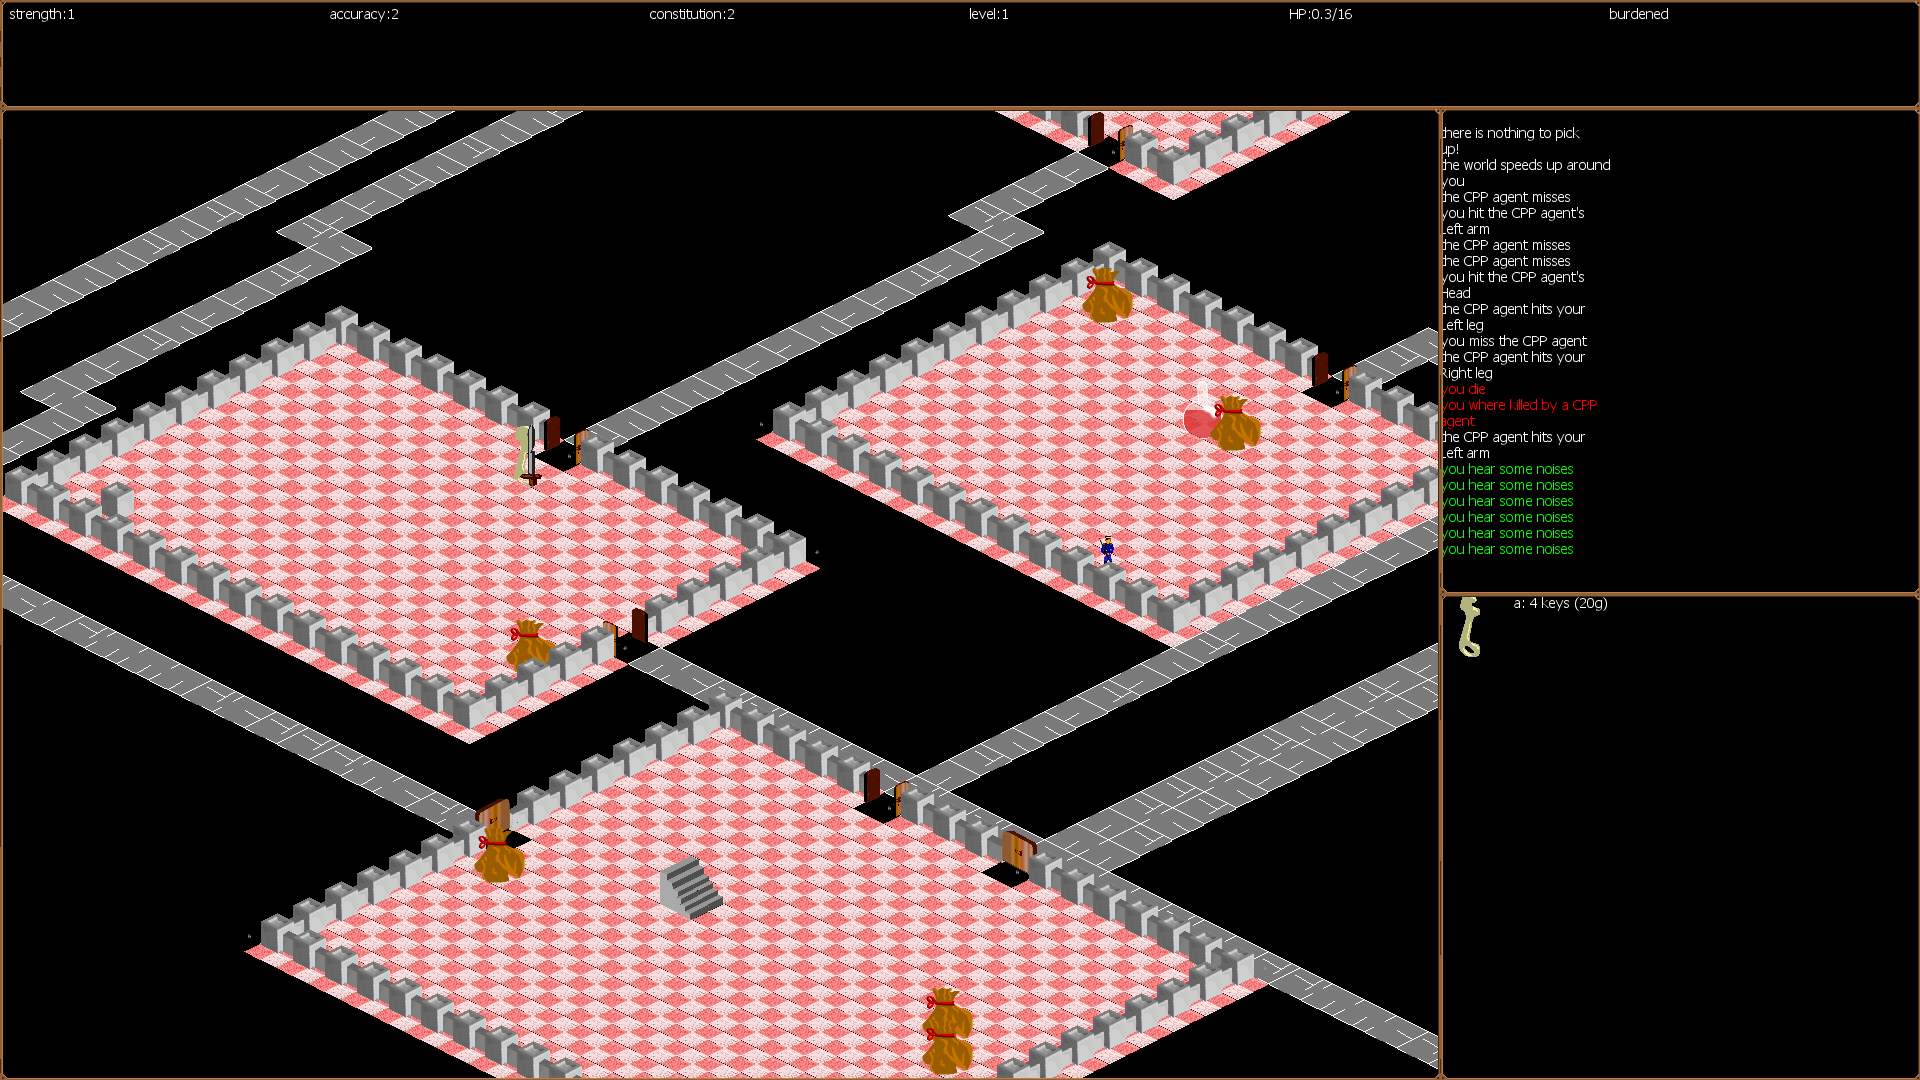 strength:1 accuracy:2 constitution:2 level:1 HP:0.3/16 burdened
there is nothing to pick
up!
the world speeds up around
you
the CPP agent misses
you hit the CPP agent's
Left arm
the CPP agent misses
the CPP agent misses
you hit the CPP agent's
Head
the CPP agent hits your
Left leg
you miss the CPP agent
the CPP agent hits your
Right leg
you die
you where killed by a CPP
agent
the CPP agent hits your
Left arm
you hear some noises
you hear some noises
you hear some noises
you hear some noises
you hear some noises
you hear some noises
a: 4 keys (20g)